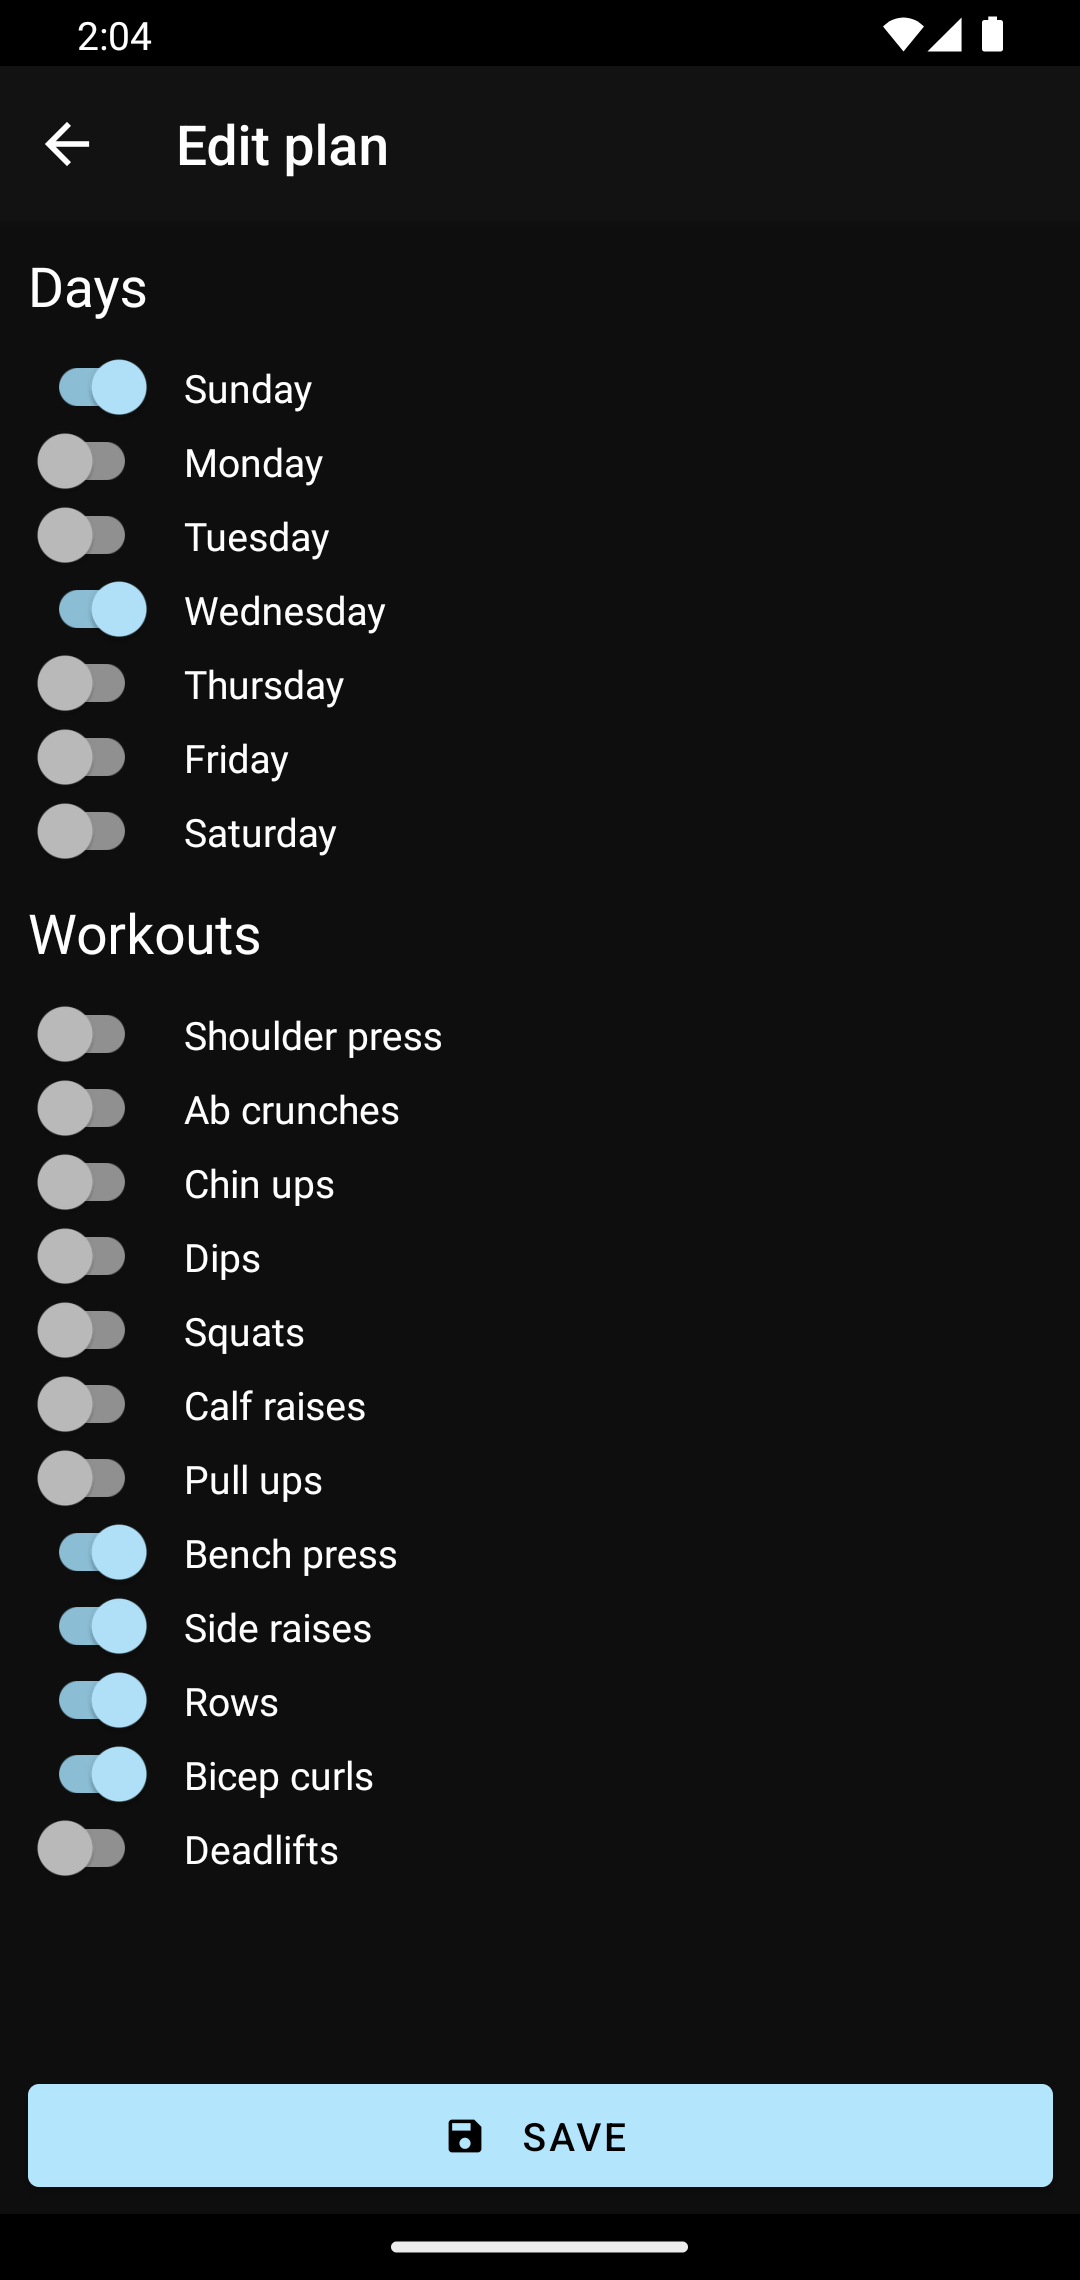 2:04
Edit plan
Days
Sunday
Monday
Tuesday
Wednesday
Thursday
Friday
Saturday
Workouts
Shoulder press
Ab crunches
Chin ups
Dips
Squats
Calf raises
Pull ups
Bench press
Side raises
Rows
Bicep curls
Deadlifts
SAVE